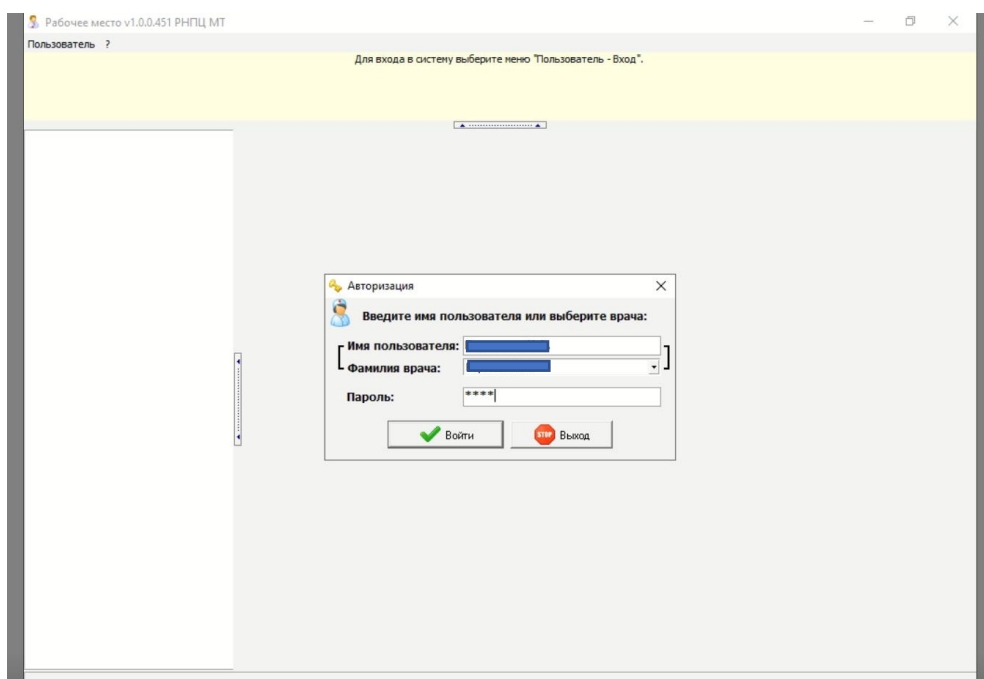 Рабочее место v1.0.0.451 РНПЦ МТ
Пользователь ?
Для входа в систему выберите меню "Пользователь - Вход".
Авторизация
Введите имя пользователя или выберите врача:
Имя пользователя:
Фамилия врача:
Пароль: ****
Войти STOP Выход